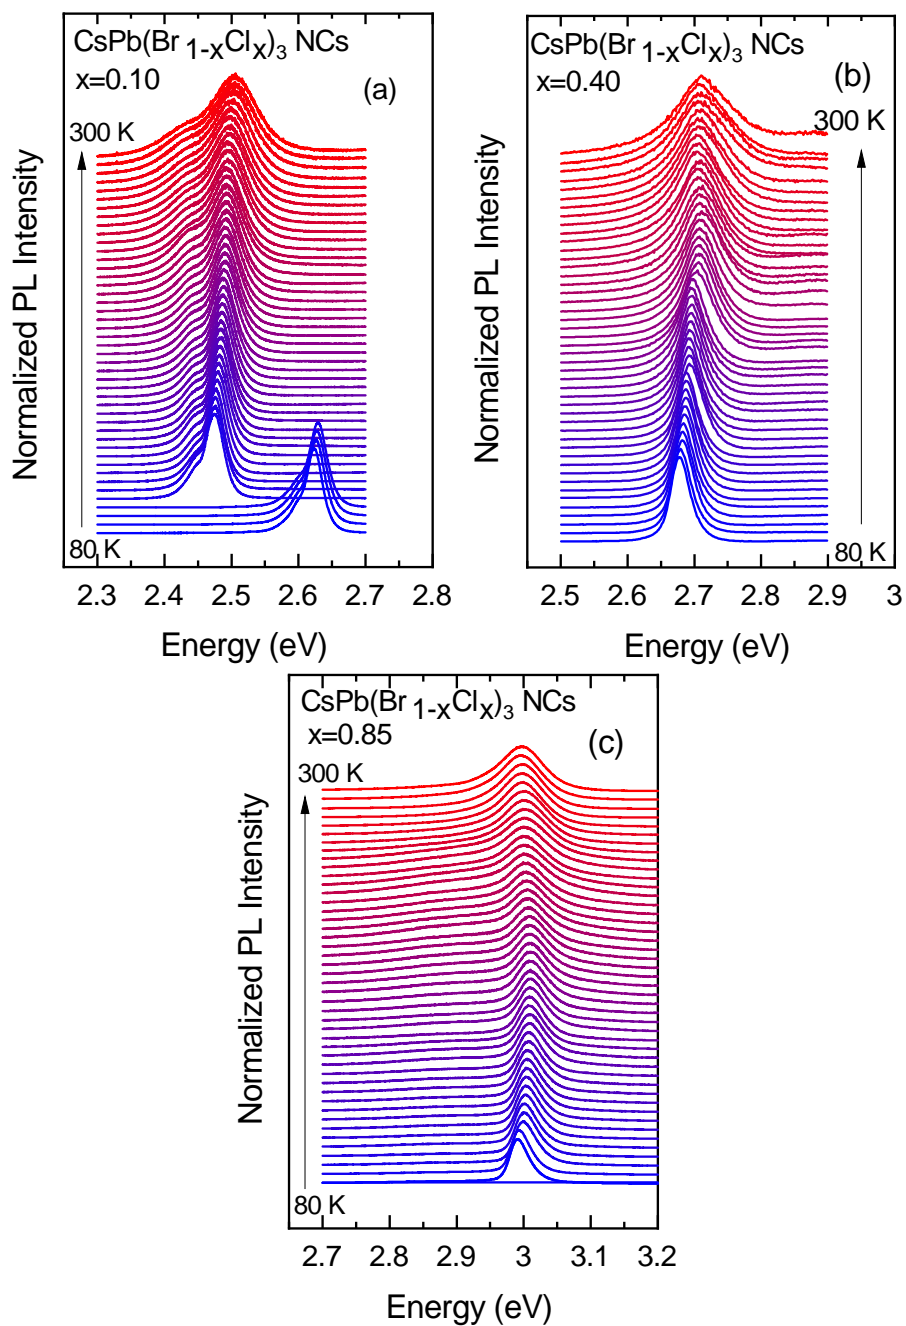 CsPb(Br 1-xClx)3 NCs
x=0.10
(a)
300 K
80 K
Normalized PL Intensity
2.3 2.4 2.5 2.6 2.7 2.8
Energy (eV)
CsPb(Br 1-xClx)3 NCs
x=0.40
(b)
300 K
80 K
Normalized PL Intensity
2.5 2.6 2.7 2.8 2.9 3
Energy (eV)
CsPb(Br 1-xClx)3 NCs
x=0.85
(c)
300 K
80 K
Normalized PL Intensity
2.7 2.8 2.9 3 3.1 3.2
Energy (eV)